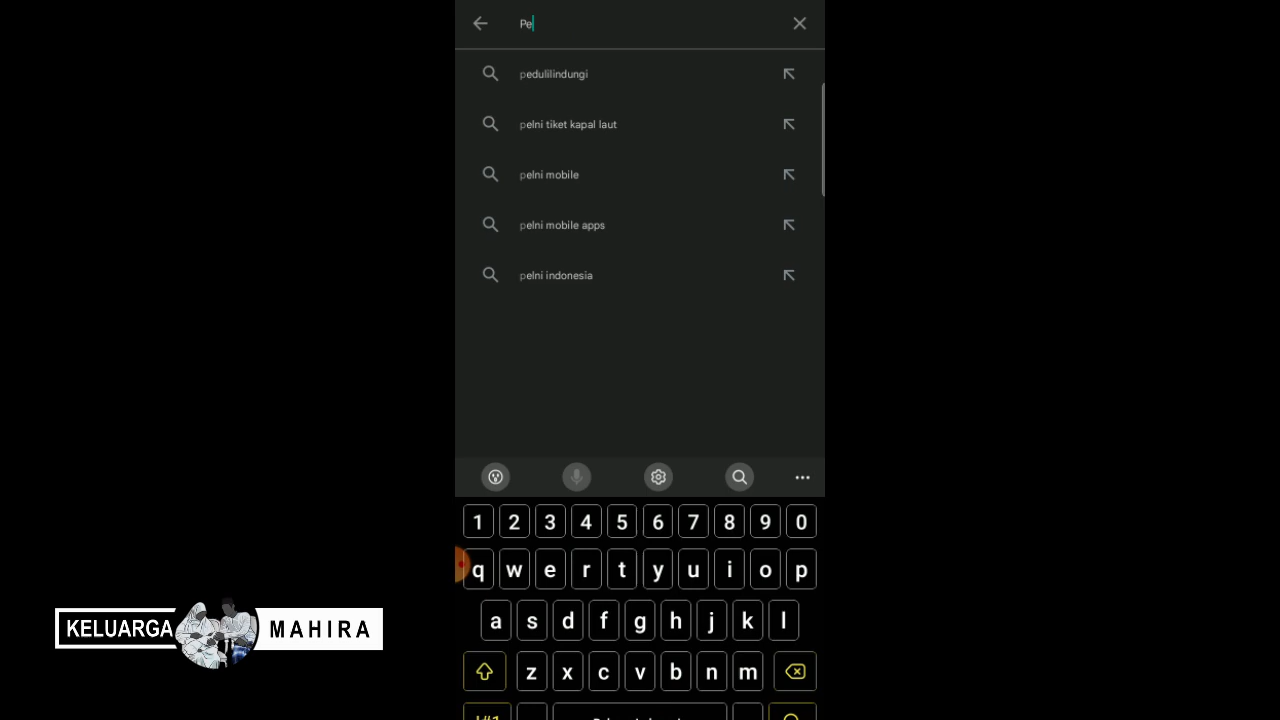 Pe
pedulilindungi
pelni tiket kapal laut
pelni mobile
pelni mobile apps
pelni indonesia
1 2 3 4 5 6 7 8 9 0
q w e r t y u i o p
a s d f g h j k l
z x c v b n m
KELUARGA MAHIRA